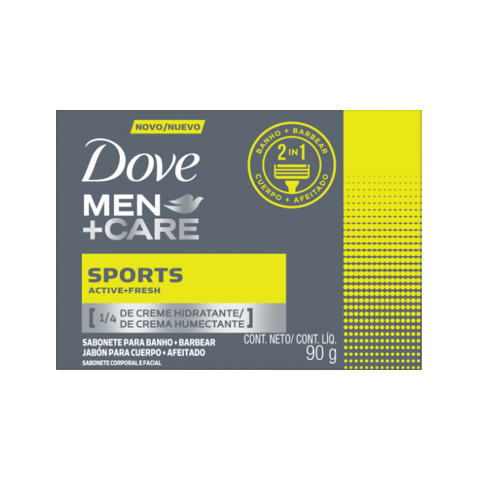 NOVO/NUEVO
Dove
MEN
+CARE
BANHO + BARBEAR
2 IN 1
CUERPO + AFEITADO
SPORTS
ACTIVE+FRESH
[1/4 DE CREME HIDRATANTE/
DE CREMA HUMECTANTE]
SABONETE PARA BANHO + BARBEAR
JABÓN PARA CUERPO + AFEITADO
SABONETE CORPORAL E FACIAL
CONT. NETO/ CONT. LÍQ.
90 g